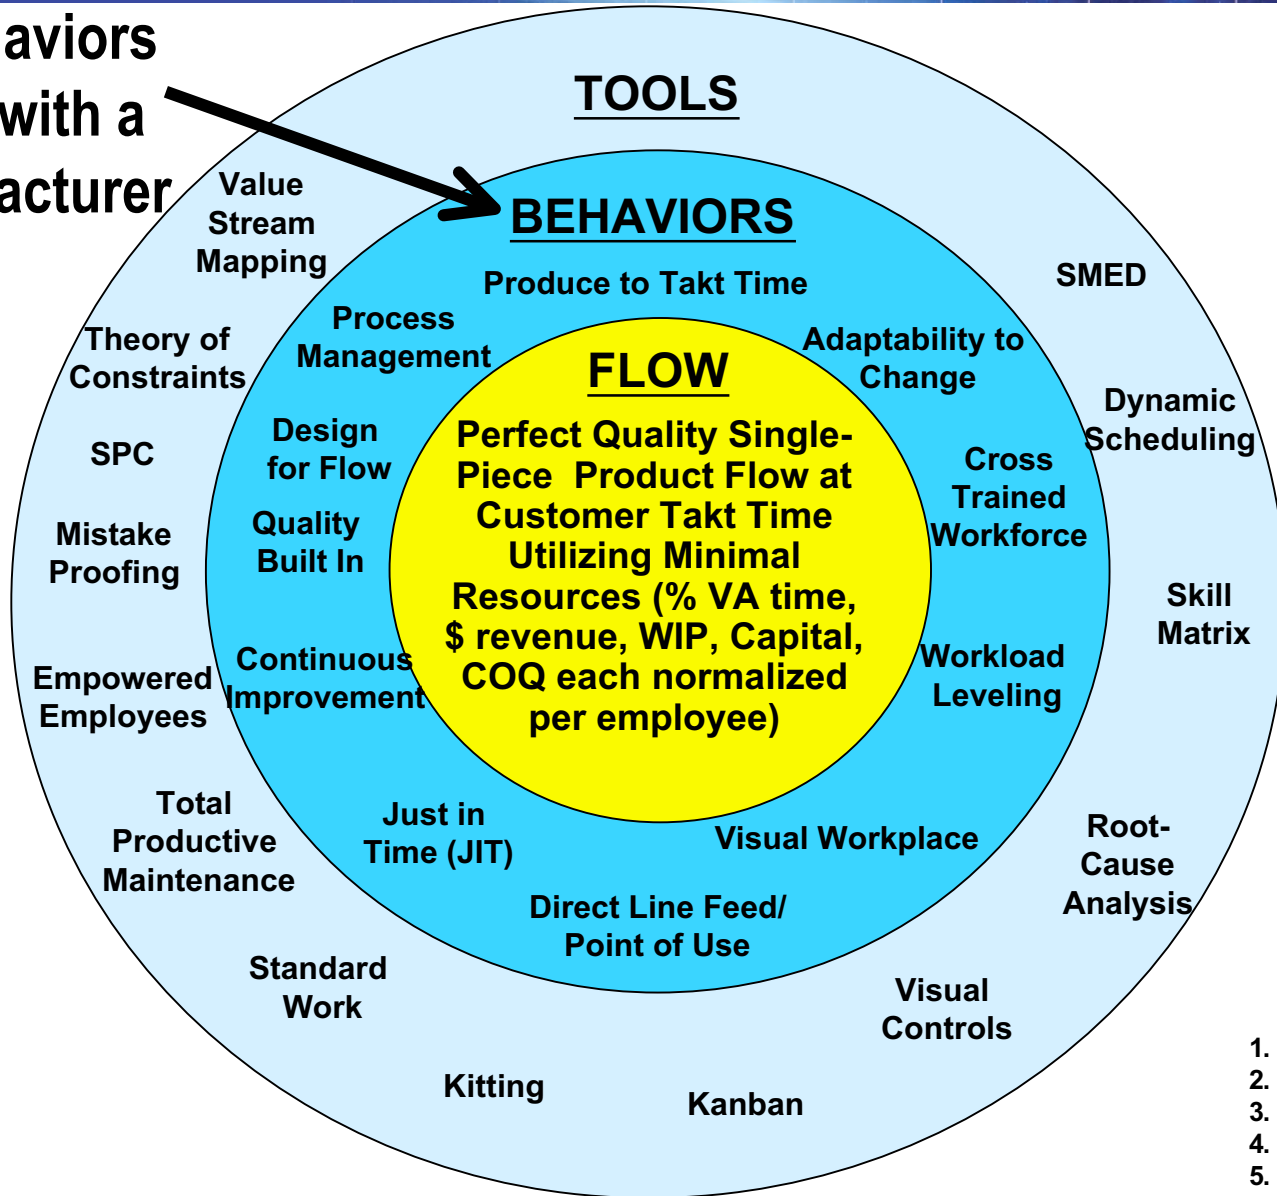 aviors
with a
acturer
TOOLS
Value
Stream
Mapping
Theory of
Constraints
SPC
Mistake
Proofing
Empowered
Employees
Total
Productive
Maintenance
Standard
Work
Kitting
Kanban
Visual
Controls
Root-
Cause
Analysis
Skill
Matrix
Dynamic
Scheduling
SMED
BEHAVIORS
Produce to Takt Time
Process
Management
Design
for Flow
Quality
Built In
Continuous
Improvement
Just in
Time (JIT)
Direct Line Feed/
Point of Use
Visual Workplace
Workload
Leveling
Cross
Trained
Workforce
Adaptability to
Change
FLOW
Perfect Quality Single-
Piece Product Flow at
Customer Takt Time
Utilizing Minimal
Resources (% VA time,
$ revenue, WIP, Capital,
COQ each normalized
per employee)
1.
2.
3.
4.
5.